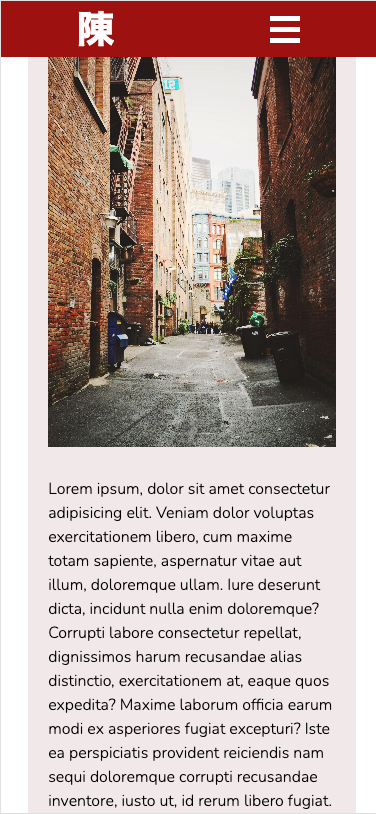 陳
Lorem ipsum, dolor sit amet consectetur
adipisicing elit. Veniam dolor voluptas
exercitationem libero, cum maxime
totam sapiente, aspernatur vitae aut
illum, doloremque ullam. Iure deserunt
dicta, incidunt nulla enim doloremque?
Corrupti labore consectetur repellat,
dignissimos harum recusandae alias
distinctio, exercitationem at, eaque quos
expedita? Maxime laborum officia earum
modi ex asperiores fugiat excepturi? Iste
ea perspiciatis provident reiciendis nam
sequi doloremque corrupti recusandae
inventore, iusto ut, id rerum libero fugiat.